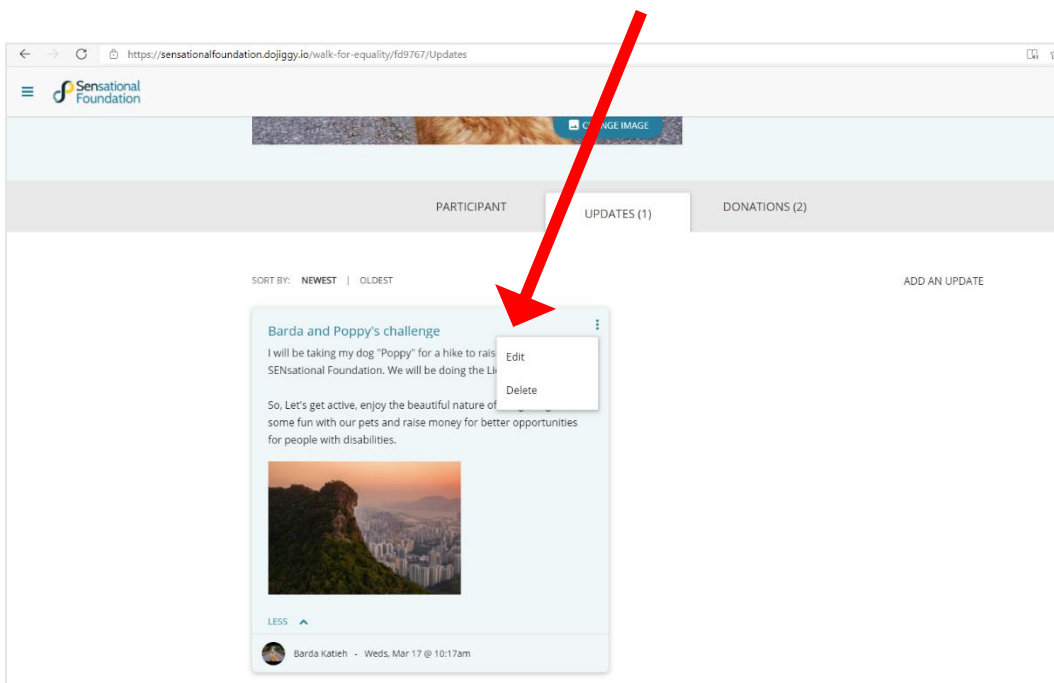 https://sensationalfoundation.dojiggy.io/walk-for-equality/fd9767/Updates
Sensational
Foundation
IMAGE
PARTICIPANT UPDATES (1) DONATIONS (2)
SORT BY: NEWEST | OLDEST ADD AN UPDATE
Barda and Poppy's challenge
I will be taking my dog "Poppy" for a hike to rais
SENsational Foundation. We will be doing the
So, Let's get active, enjoy the beautiful nature of
some fun with our pets and raise money for better opportunities
for people with disabilities.
Edit
Delete
LESS
Barda Katieh - Weds, Mar 17 @ 10:17am